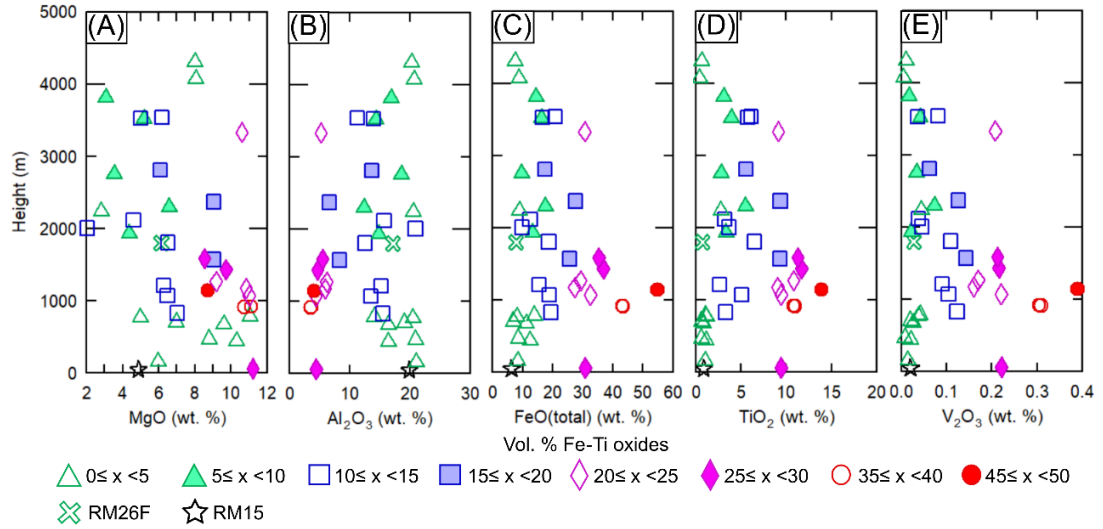 (A) (B) (C) (D) (E)
5000
4000
3000
2000
1000
0
Height (m)
2 4 6 8 10 12
0 10 20 30
0 10 20 30 40 50 60
0 5 10 15 20
0.0 0.1 0.2 0.3 0.4
MgO (wt. %) Al₂O₃ (wt. %) FeO(total) (wt. %) TiO₂ (wt. %) V₂O₃ (wt. %)
Vol. % Fe-Ti oxides
0≤ x <5 5≤ x <10 10≤ x <15 15≤ x <20 20≤ x <25 25≤ x <30 35≤ x <40 45≤ x <50
RM26F RM15